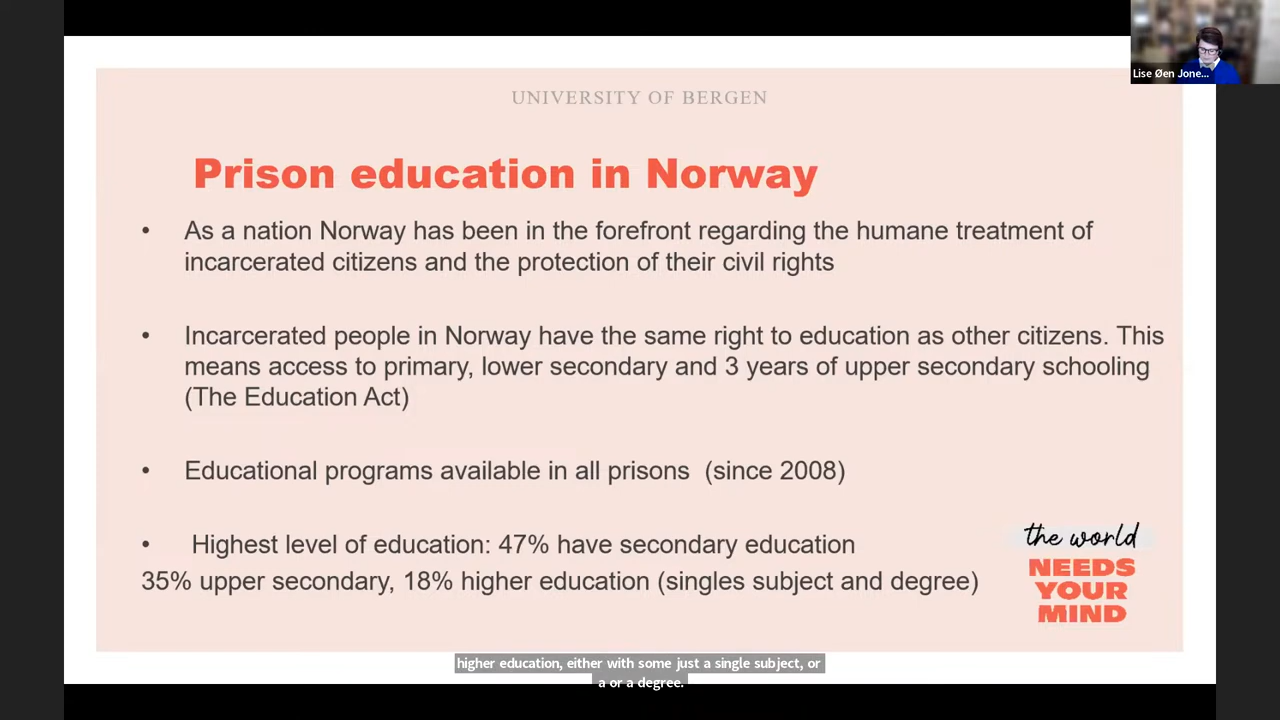 Lise Øen Jone...
UNIVERSITY OF BERGEN
Prison education in Norway
• As a nation Norway has been in the forefront regarding the humane treatment of
incarcerated citizens and the protection of their civil rights
• Incarcerated people in Norway have the same right to education as other citizens. This
means access to primary, lower secondary and 3 years of upper secondary schooling
(The Education Act)
• Educational programs available in all prisons (since 2008)
• Highest level of education: 47% have secondary education
35% upper secondary, 18% higher education (singles subject and degree)
the world
NEEDS
YOUR
MIND
higher education, either with some just a single subject, or
a or a degree.